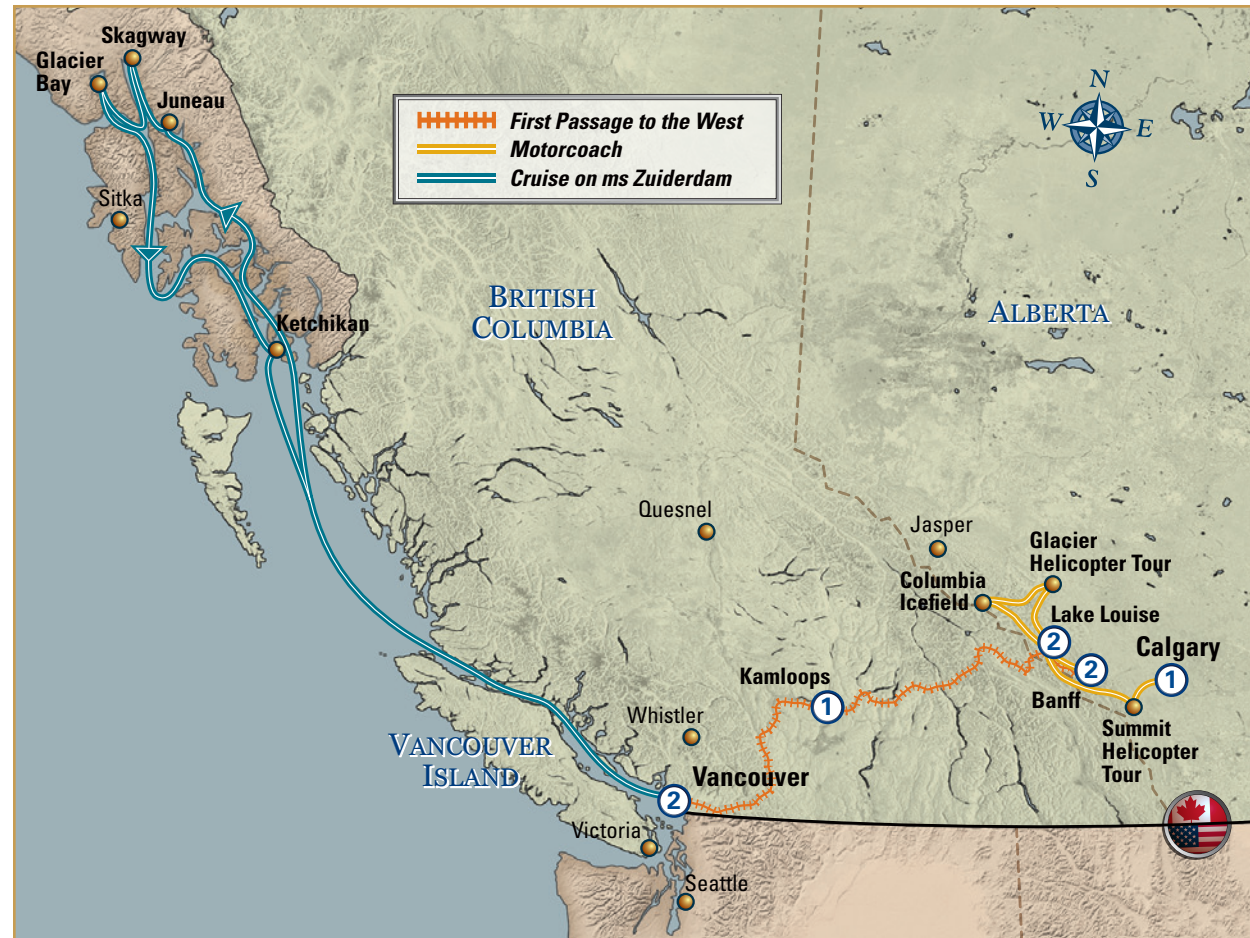 Skagway
Glacier
Bay
Juneau
Sitka
Ketchikan
First Passage to the West
Motorcoach
Cruise on ms Zuiderdam
N
W
E
S
BRITISH
COLUMBIA
ALBERTA
Quesnel
Jasper
Glacier
Helicopter Tour
Columbia
Icefield
Lake Louise
2
Calgary
1
2
Banff
Kamloops
1
Summit
Helicopter
Tour
Whistler
VANCOUVER
ISLAND
Vancouver
2
Victoria
Seattle